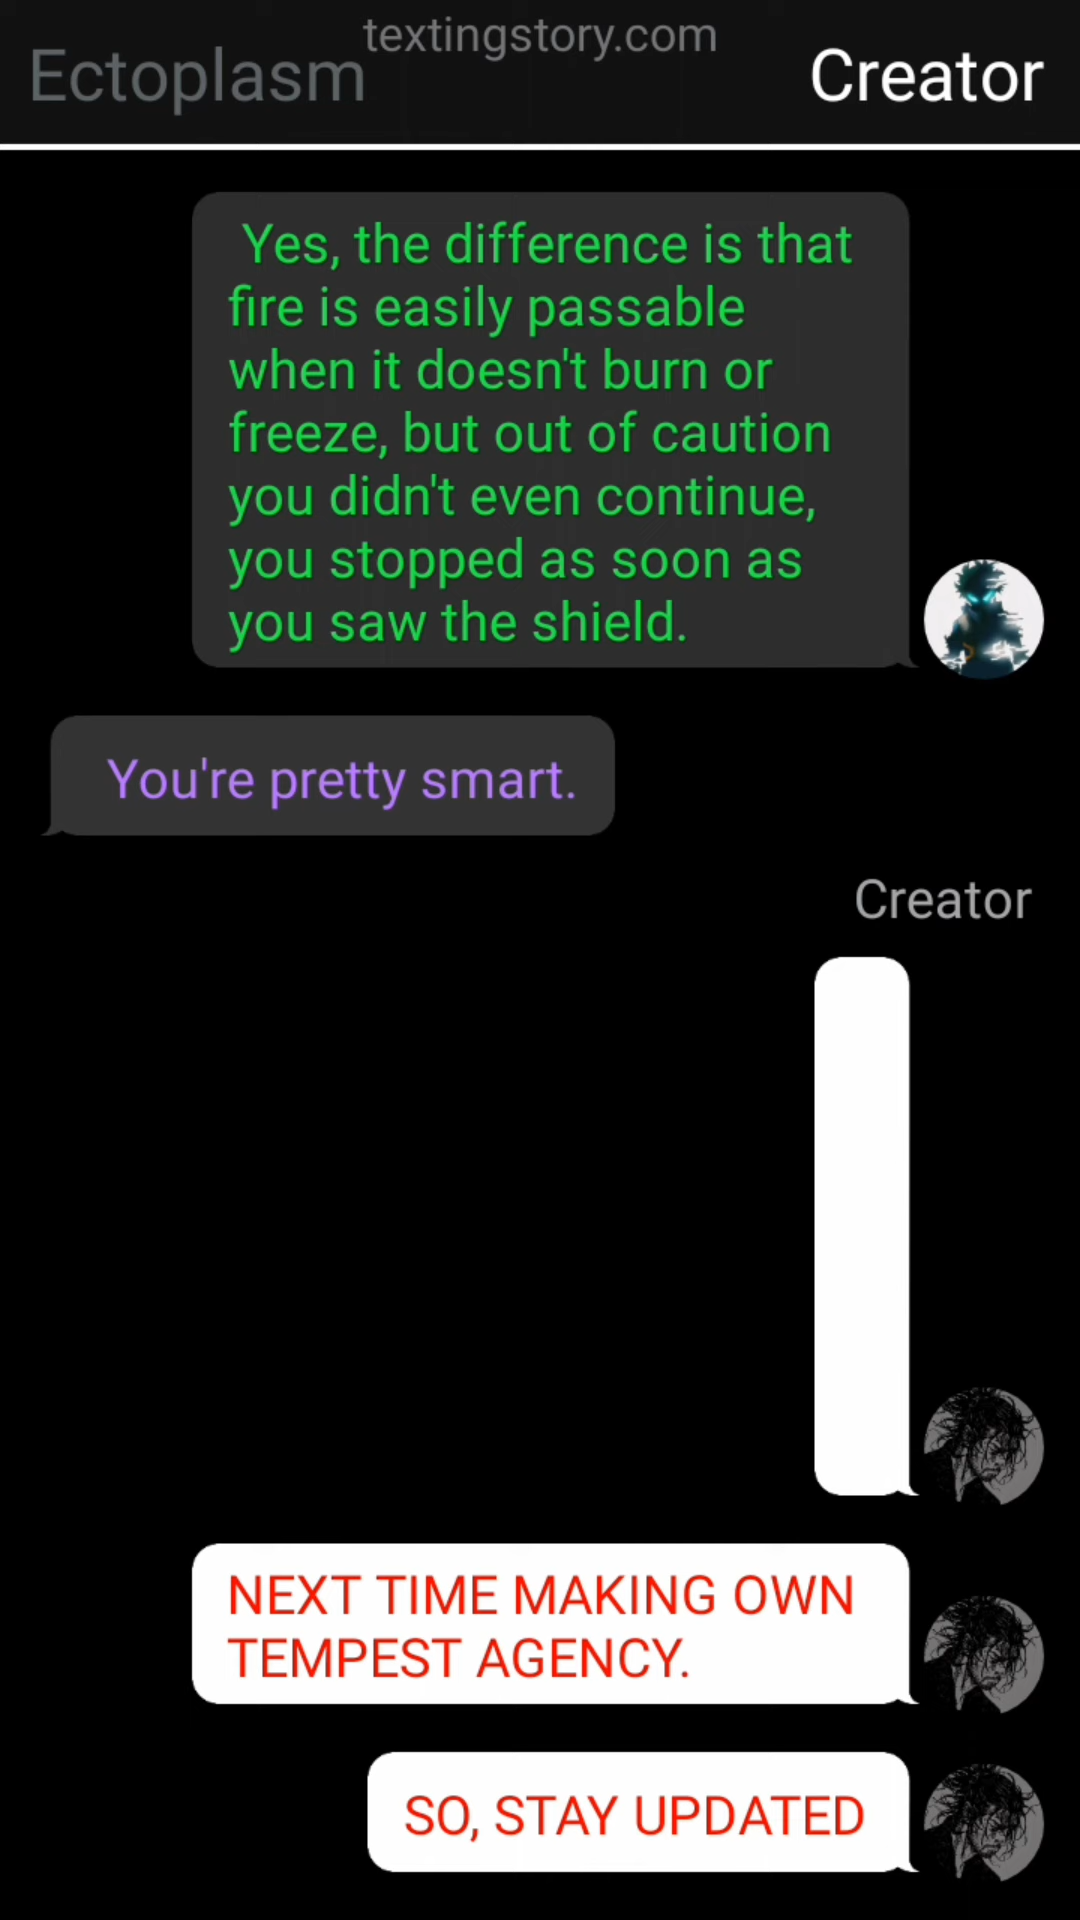 textingstory.com
Ectoplasm
Creator
Yes, the difference is that
fire is easily passable
when it doesn't burn or
freeze, but out of caution
you didn't even continue,
you stopped as soon as
you saw the shield.
You're pretty smart.
Creator
NEXT TIME MAKING OWN
TEMPEST AGENCY.
SO, STAY UPDATED